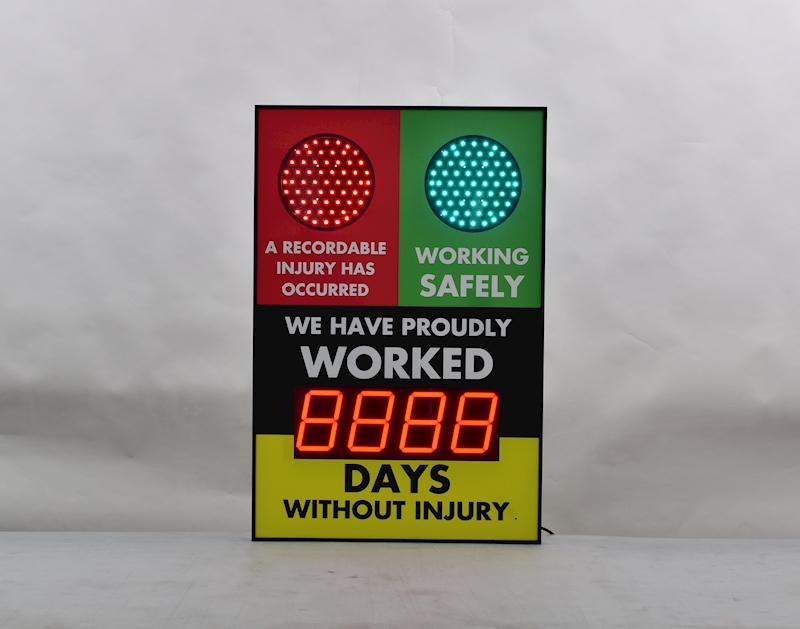 A RECORDABLE
INJURY HAS
OCCURRED
WORKING
SAFELY
WE HAVE PROUDLY
WORKED
8888
DAYS
WITHOUT INJURY.